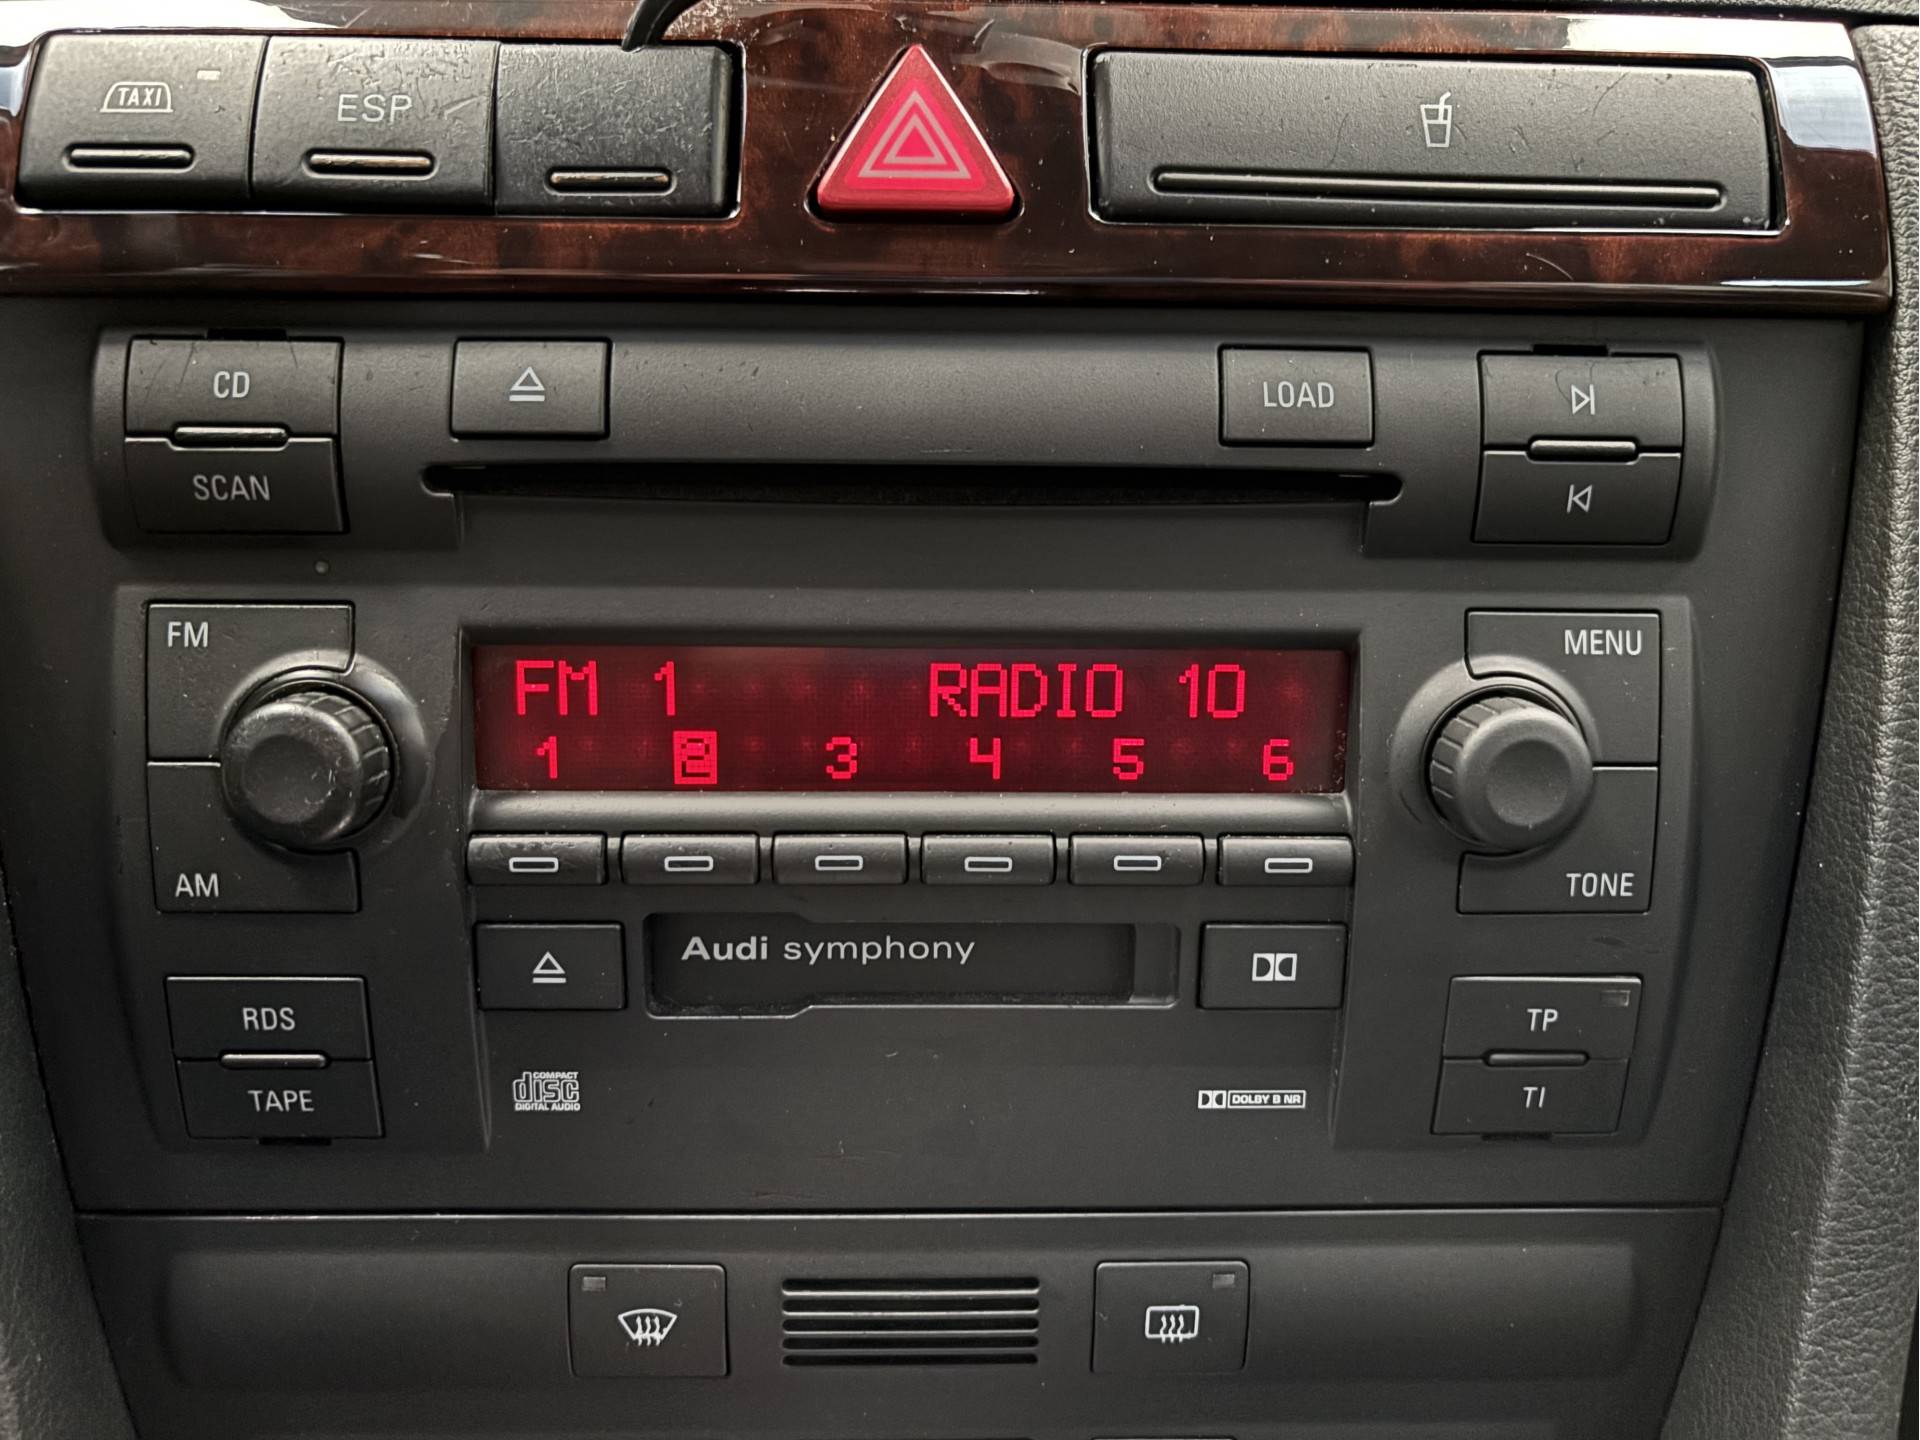 TAXI
ESP
CD
LOAD
SCAN
FM
MENU
FM 1 RADIO 10
1 2 3 4 5 6
AM
TONE
Audi symphony
RDS
TP
TAPE
TI
COMPACT
disc
DIGITAL AUDIO
DOLBY B NR